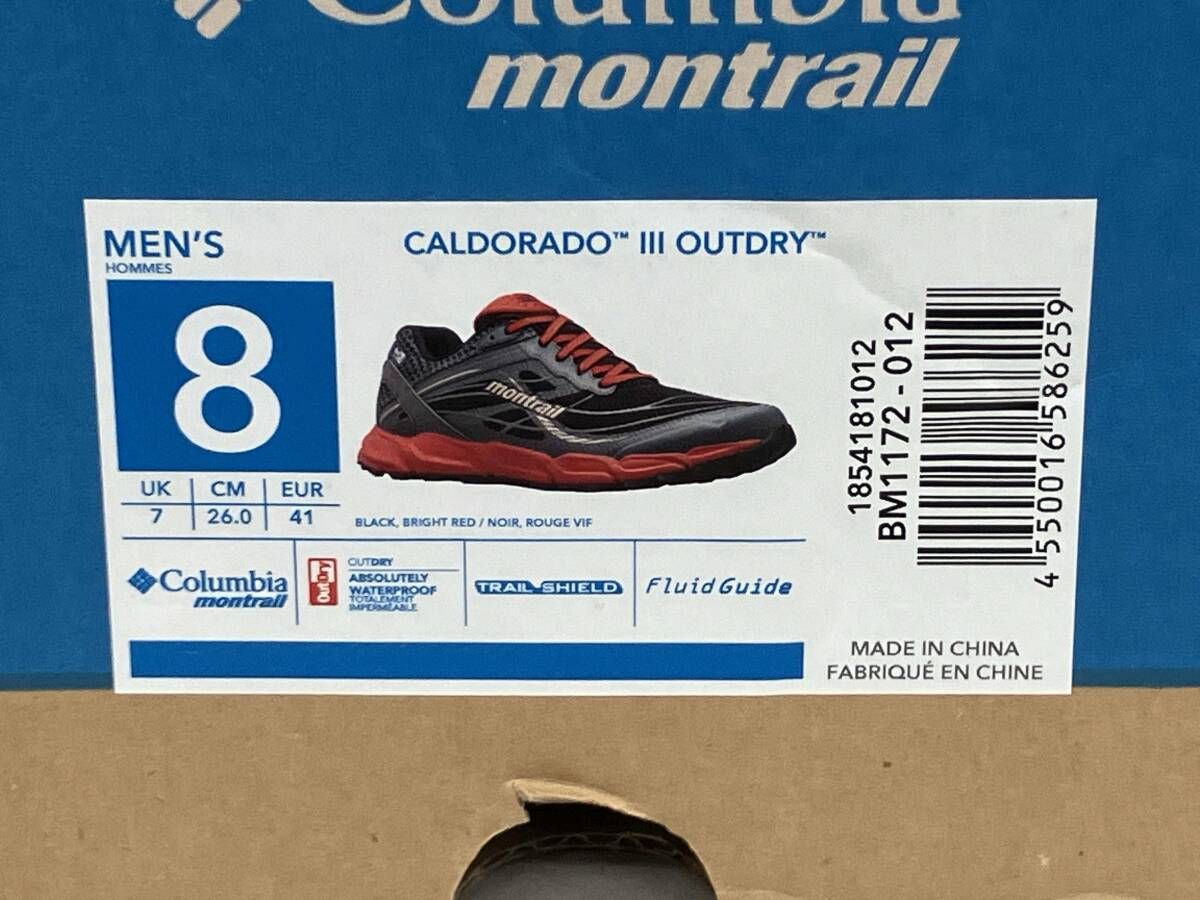 Columbia
montrail
MEN'S
HOMMES
CALDORADO™ III OUTDRY™
8
UK CM EUR
7 26.0 41
montrail
BLACK, BRIGHT RED / NOIR, ROUGE VIF
Columbia
montrail
OutDry
OUTDRY
ABSOLUTELY
WATERPROOF
TOTALEMENT
IMPERMÉABLE
TRAIL SHIELD
FluidGuide
1854181012
BM1172-012
4 550016 586259
MADE IN CHINA
FABRIQUÉ EN CHINE